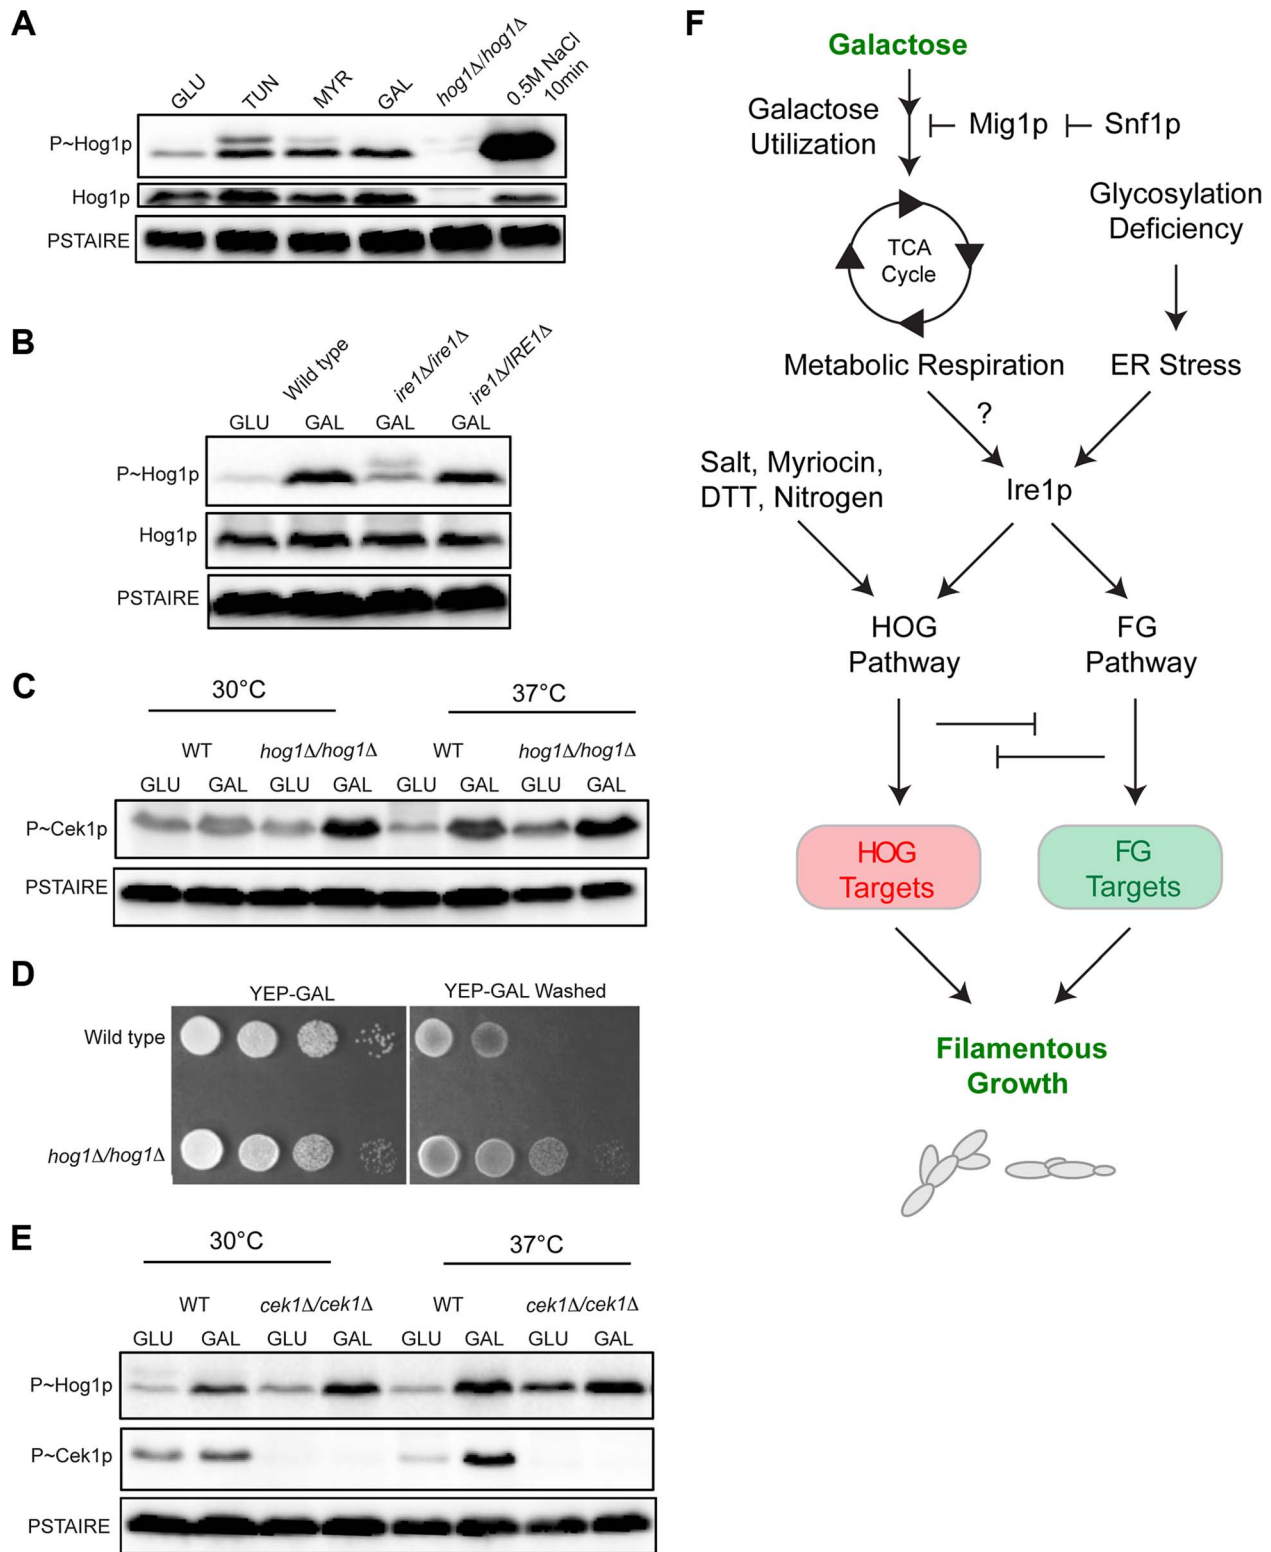 A
GLU TUN MYR GAL hog1Δ/hog1Δ 0.5M NaCl
10min
P~Hog1p
Hog1p
PSTAIRE
B
Wild type ire1Δ/ire1Δ ire1Δ/IRE1Δ
GLU GAL GAL GAL
P~Hog1p
Hog1p
PSTAIRE
C
30°C 37°C
WT hog1Δ/hog1Δ WT hog1Δ/hog1Δ
GLU GAL GLU GAL GLU GAL GLU GAL
P~Cek1p
PSTAIRE
D
YEP-GAL YEP-GAL Washed
Wild type
hog1Δ/hog1Δ
E
30°C 37°C
WT cek1Δ/cek1Δ WT cek1Δ/cek1Δ
GLU GAL GLU GAL GLU GAL GLU GAL
P~Hog1p
P~Cek1p
PSTAIRE
F
Galactose
Galactose
Utilization
Mig1p Snf1p
Glycosylation
Deficiency
TCA
Cycle
Metabolic Respiration ER Stress
?
Salt, Myriocin,
DTT, Nitrogen
Ire1p
HOG
Pathway
FG
Pathway
HOG
Targets
FG
Targets
Filamentous
Growth